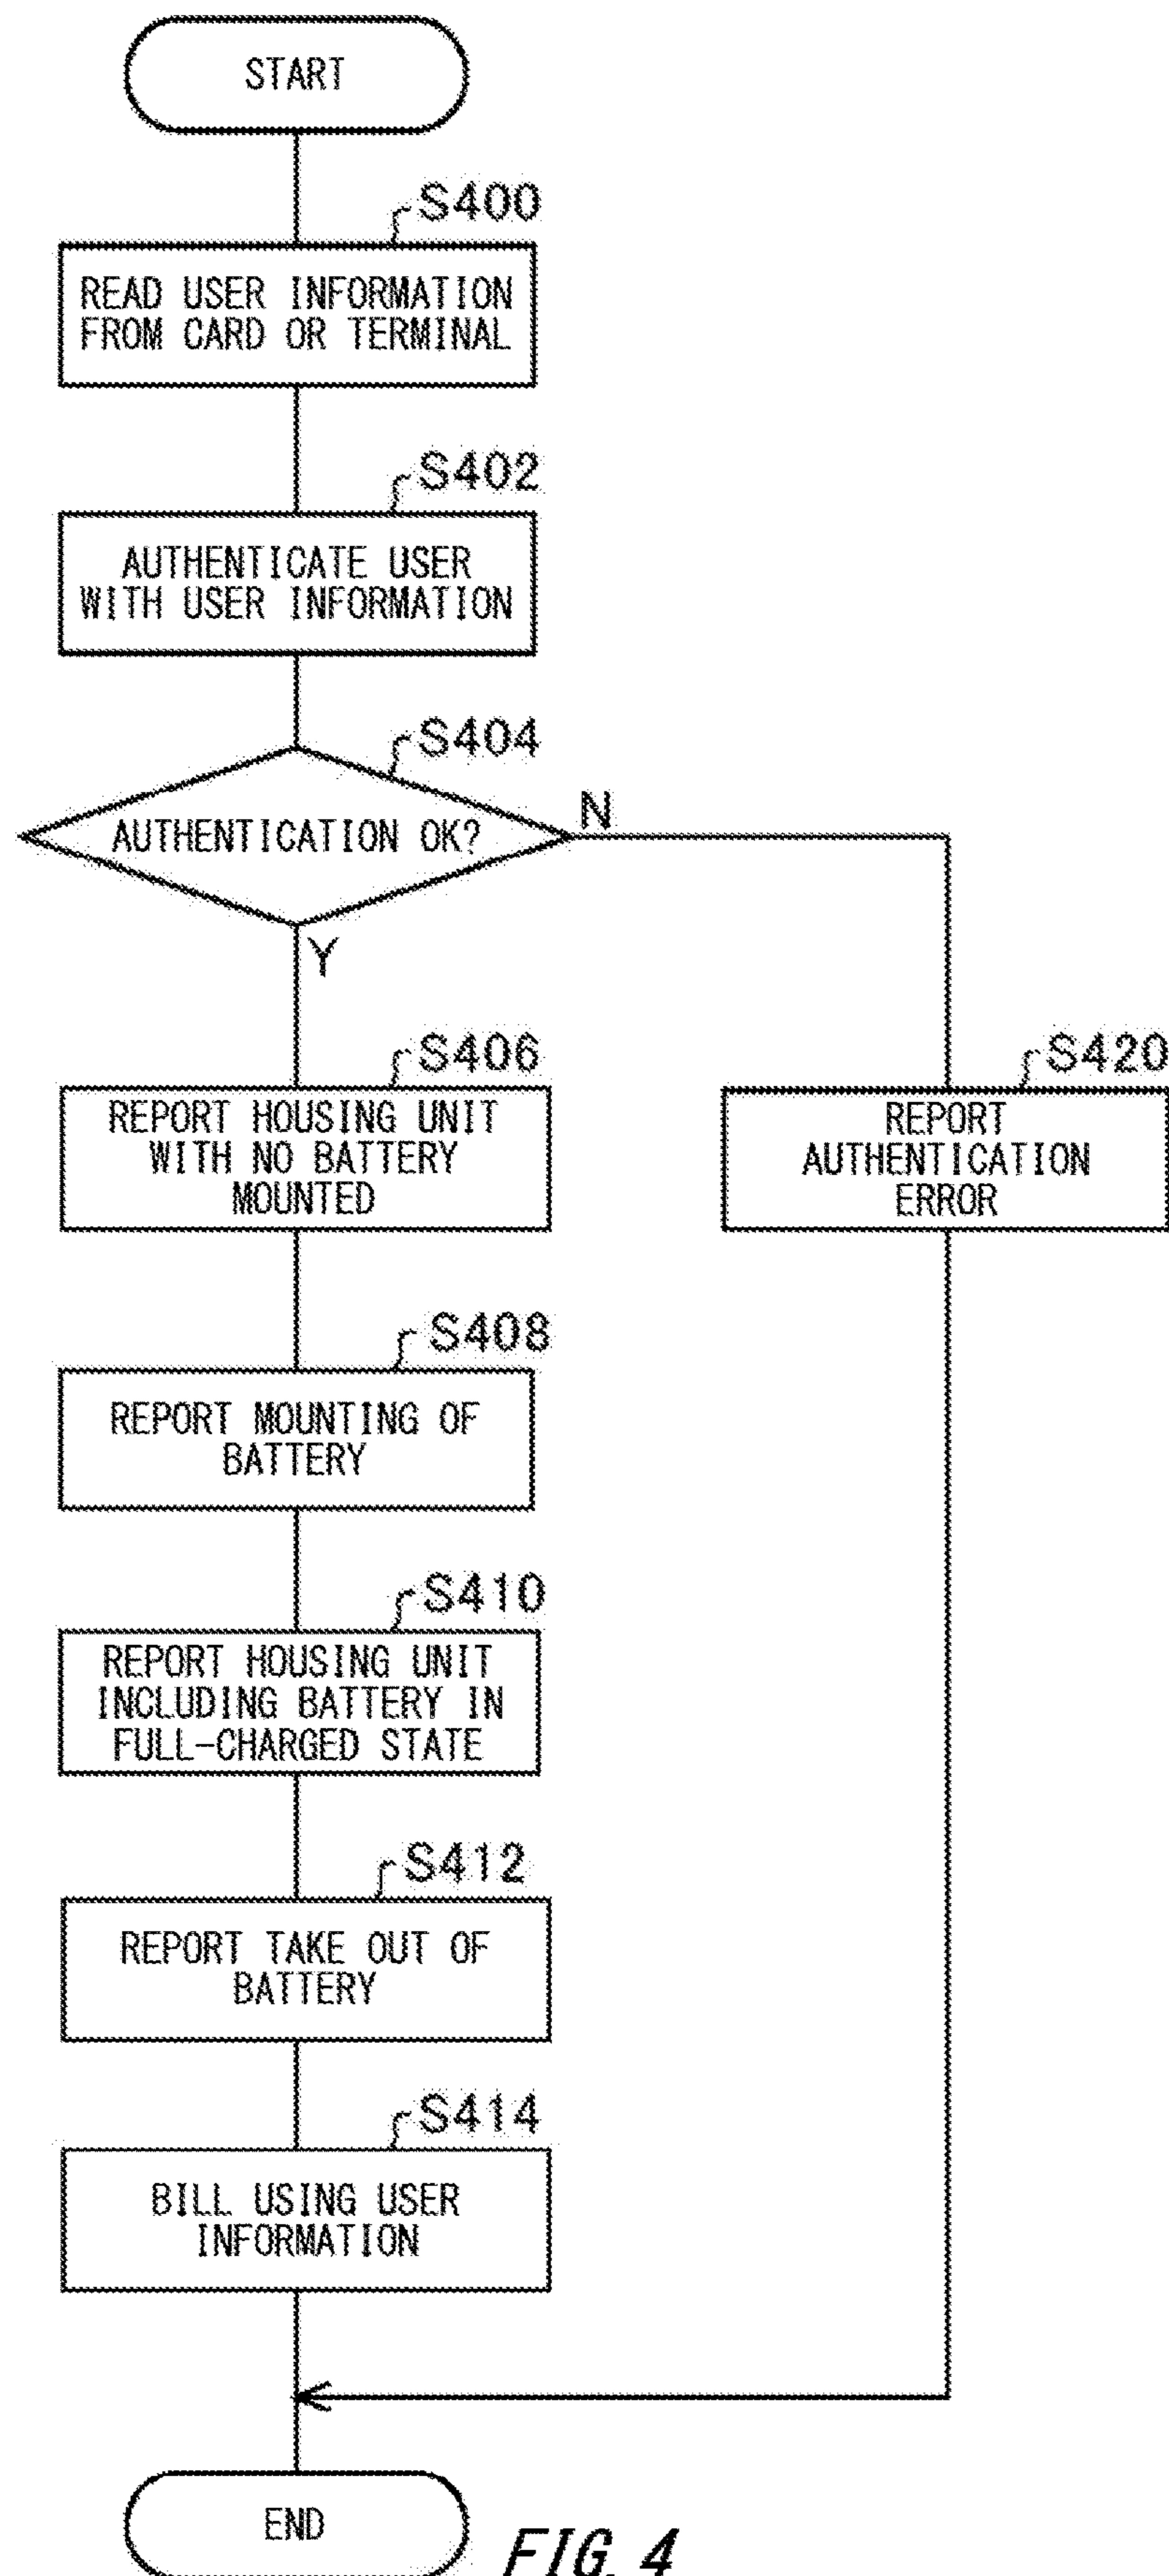 START
S400
READ USER INFORMATION
FROM CARD OR TERMINAL
S402
AUTHENTICATE USER
WITH USER INFORMATION
S404
AUTHENTICATION OK?
N
Y
S406
REPORT HOUSING UNIT
WITH NO BATTERY
MOUNTED
S420
REPORT
AUTHENTICATION
ERROR
S408
REPORT MOUNTING OF
BATTERY
S410
REPORT HOUSING UNIT
INCLUDING BATTERY IN
FULL-CHARGED STATE
S412
REPORT TAKE OUT OF
BATTERY
S414
BILL USING USER
INFORMATION
END
FIG. 4